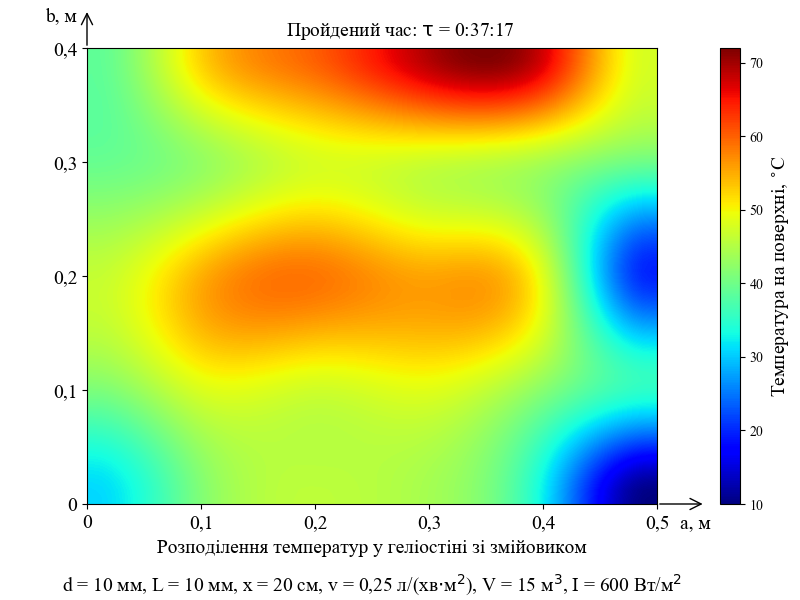 b, м
Пройдений час: τ = 0:37:17
0,4
0,3
0,2
0,1
0
0 0,1 0,2 0,3 0,4 0,5 а, м
70
60
50
40
30
20
10
Температура на поверхні, °С
Розподілення температур у геліостіні зі змійовиком
d = 10 мм, L = 10 мм, x = 20 см, v = 0,25 л/(хв·м²), V = 15 м³, I = 600 Вт/м²